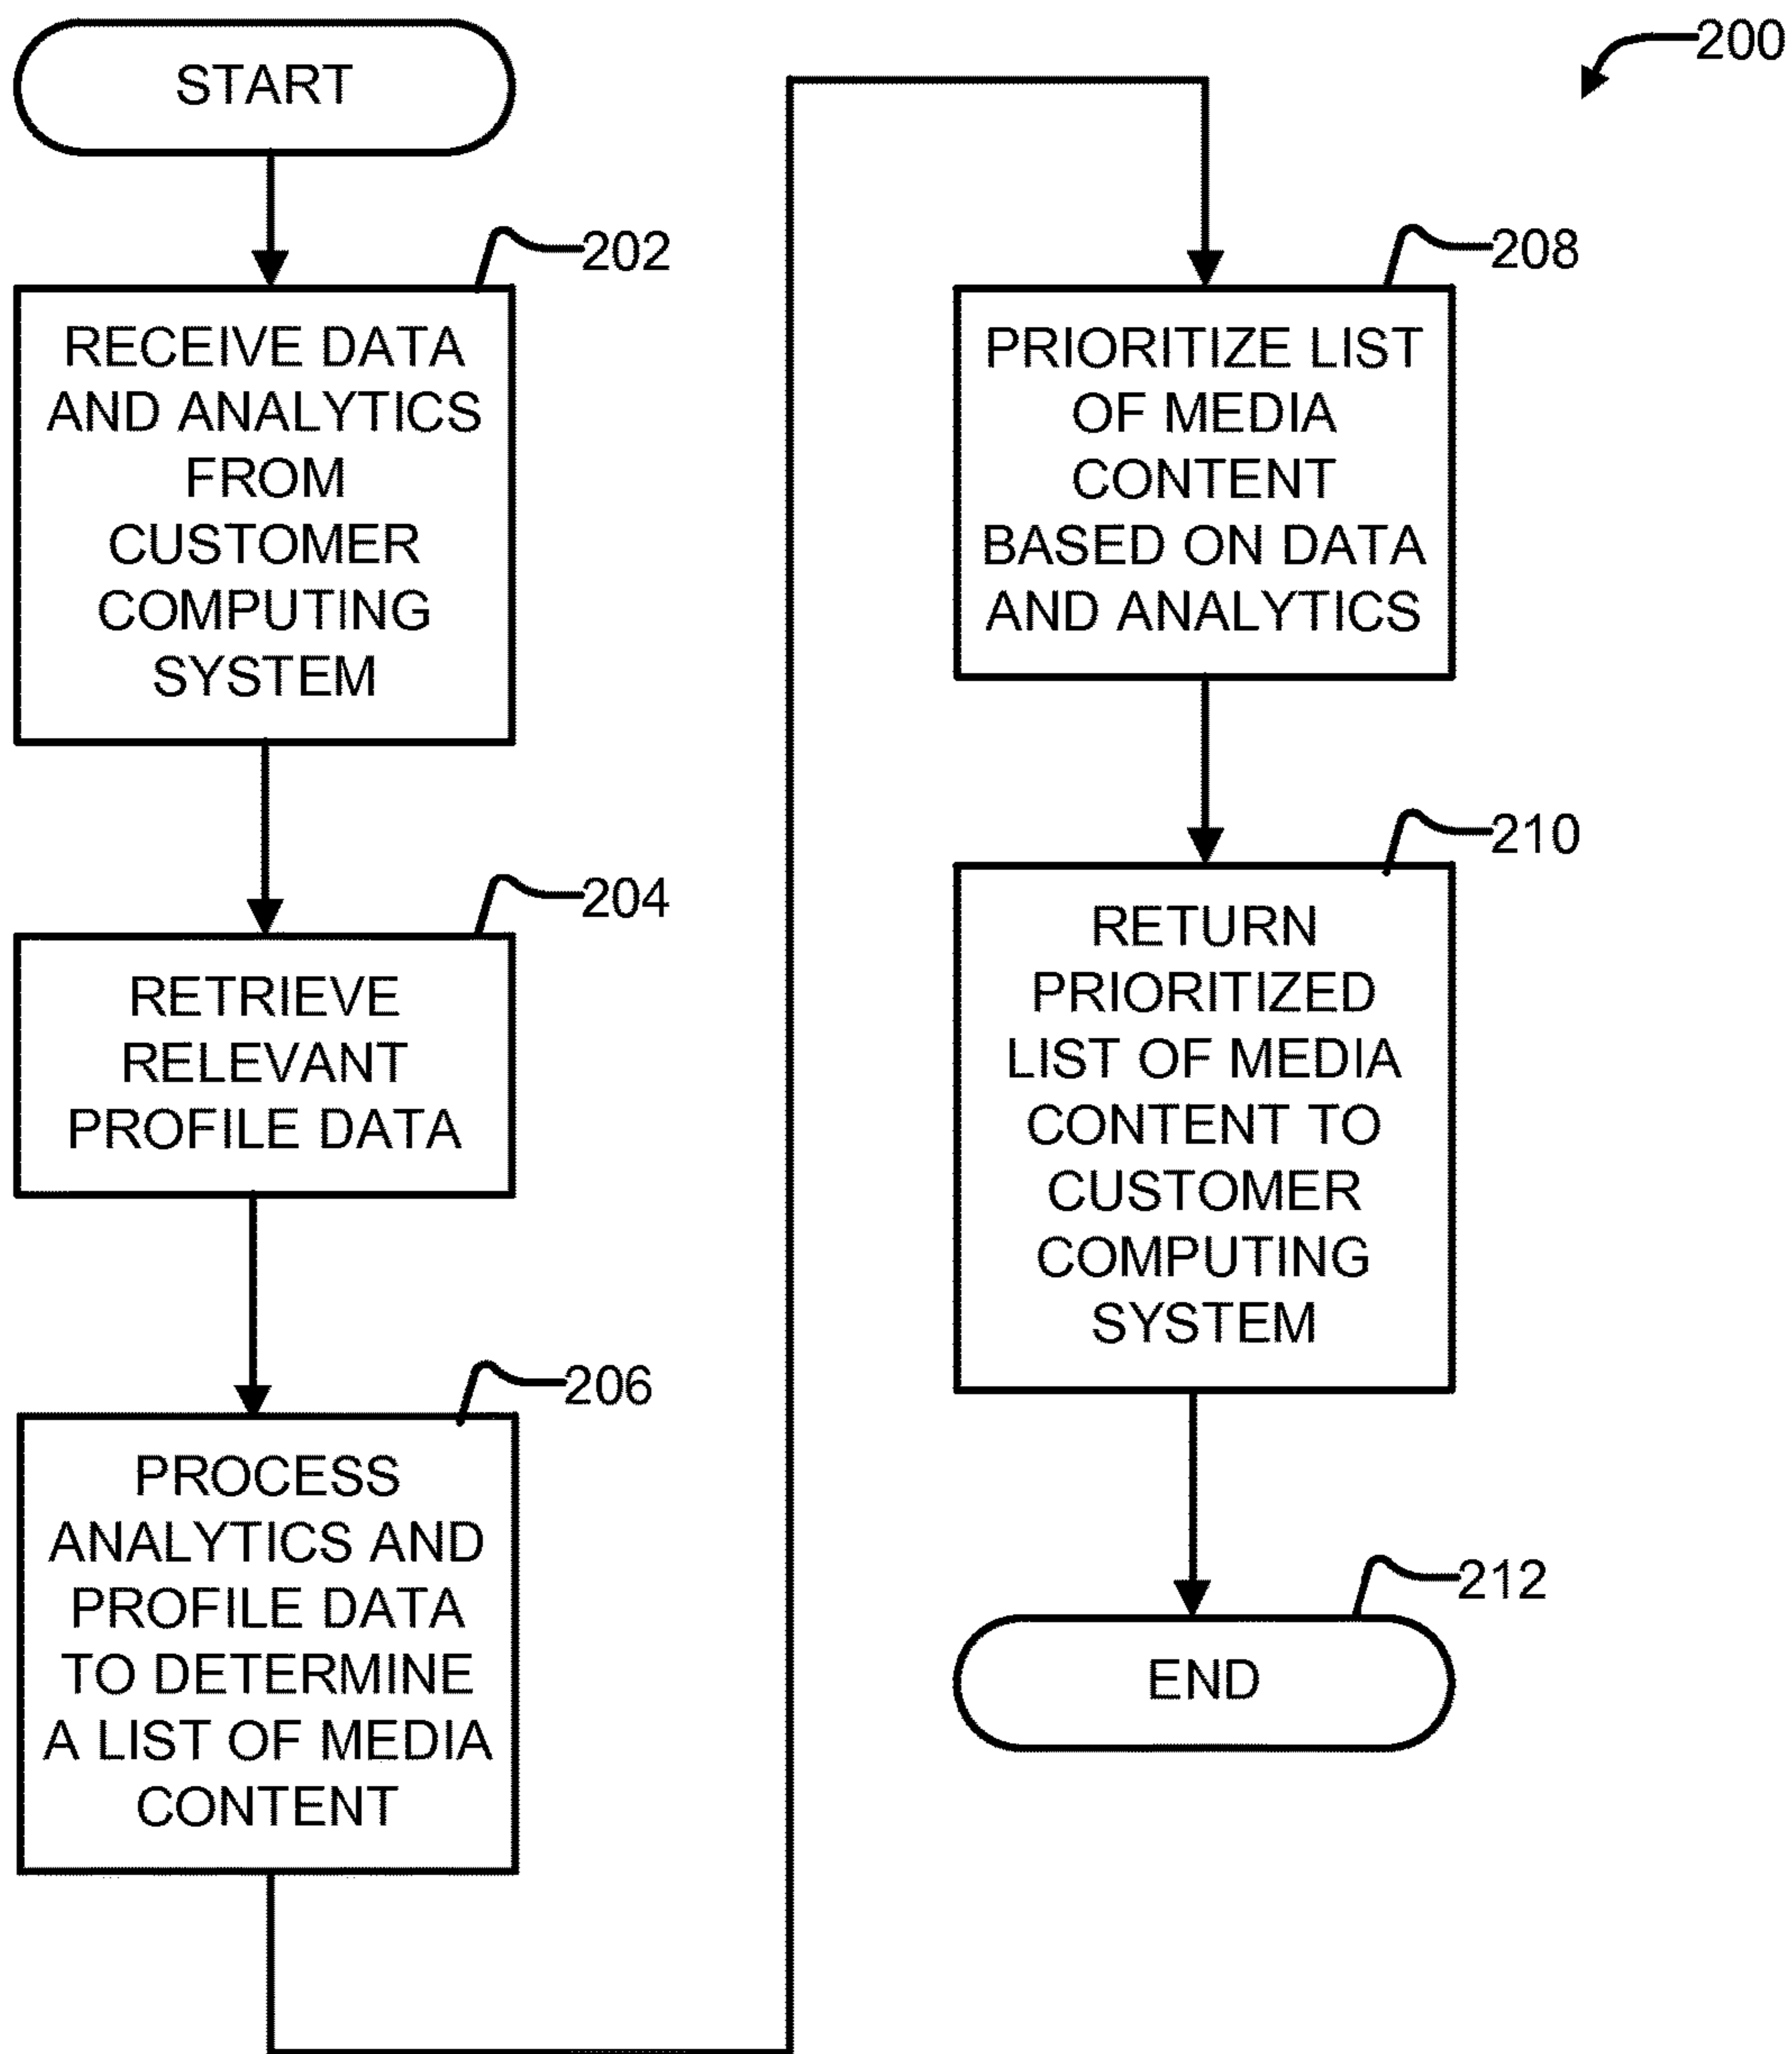 START
202
RECEIVE DATA
AND ANALYTICS
FROM
CUSTOMER
COMPUTING
SYSTEM
204
RETRIEVE
RELEVANT
PROFILE DATA
206
PROCESS
ANALYTICS AND
PROFILE DATA
TO DETERMINE
A LIST OF MEDIA
CONTENT
200
208
PRIORITIZE LIST
OF MEDIA
CONTENT
BASED ON DATA
AND ANALYTICS
210
RETURN
PRIORITIZED
LIST OF MEDIA
CONTENT TO
CUSTOMER
COMPUTING
SYSTEM
212
END